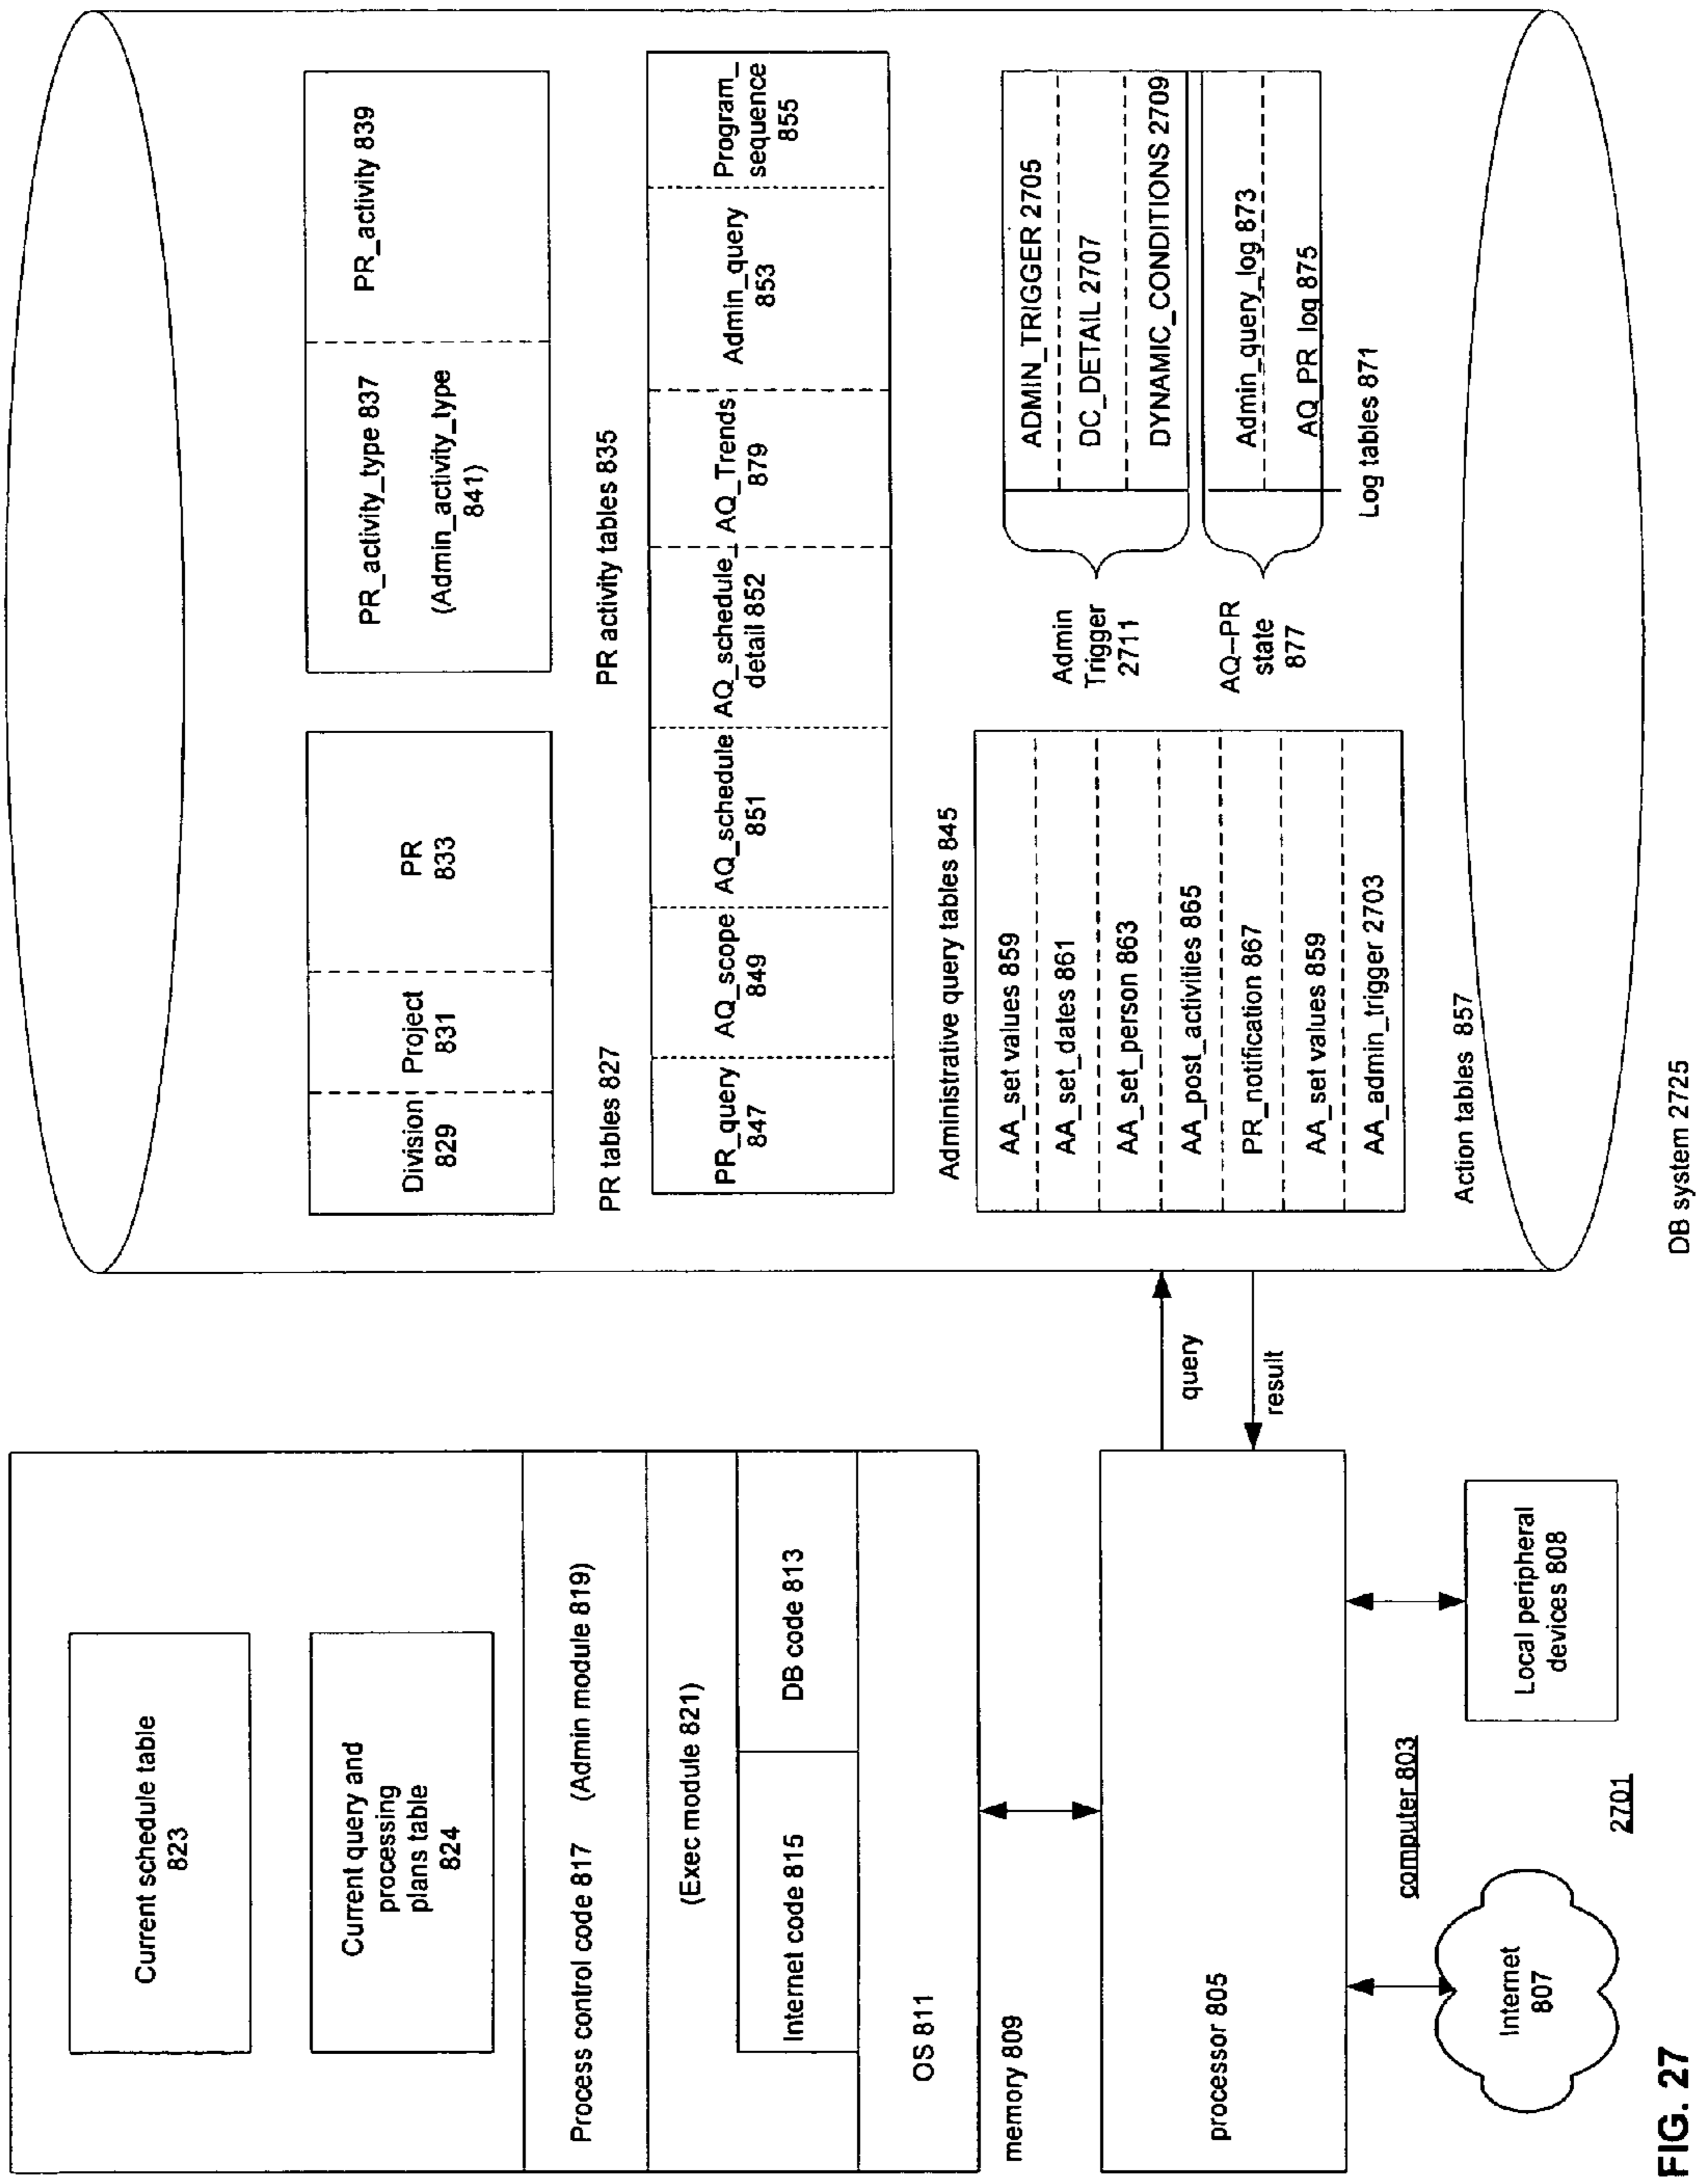 Current schedule table
823
Current query and
processing
plans table
824
Process control code 817 (Admin module 819)
(Exec module 821)
Internet code 815
DB code 813
OS 811
memory 809
processor 805
computer 803
Internet
807
Local peripheral
devices 808
2701
query
result
Division
829
Project
831
PR
833
PR tables 827
PR_activity_type 837
(Admin_activity_type
841)
PR_activity 839
PR activity tables 835
PR_query
847
AQ_scope
849
AQ_schedule
851
AQ_schedule_
detail 852
AQ_Trends
879
Admin_query
853
Program_
sequence
855
Administrative query tables 845
AA_set values 859
AA_set_dates 861
AA_set_person 863
AA_post_activities 865
PR_notification 867
AA_set values 859
AA_admin_trigger 2703
Action tables 857
Admin
Trigger
2711
ADMIN_TRIGGER 2705
DC_DETAIL 2707
DYNAMIC_CONDITIONS 2709
AQ–PR
state
877
Admin_query_log 873
AQ_PR_log 875
Log tables 871
DB system 2725
FIG. 27